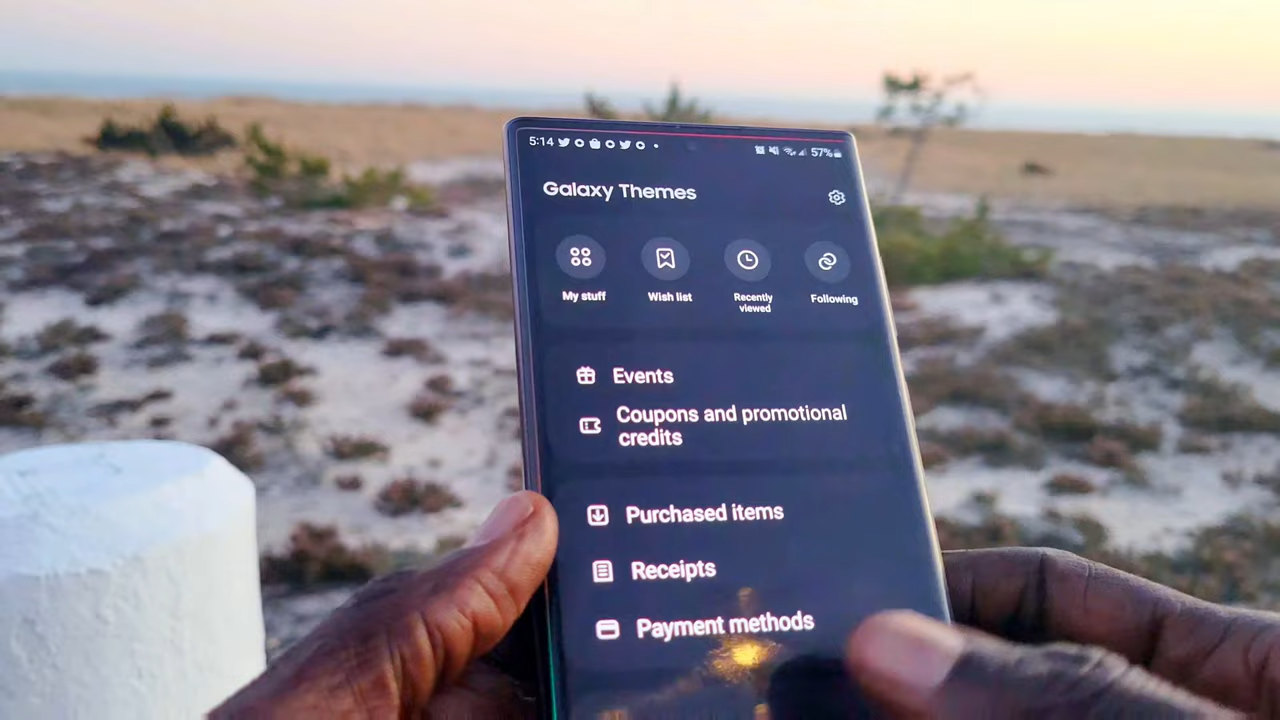 5:14
57%
Galaxy Themes
My stuff
Wish list
Recently
viewed
Following
Events
Coupons and promotional
credits
Purchased items
Receipts
Payment methods